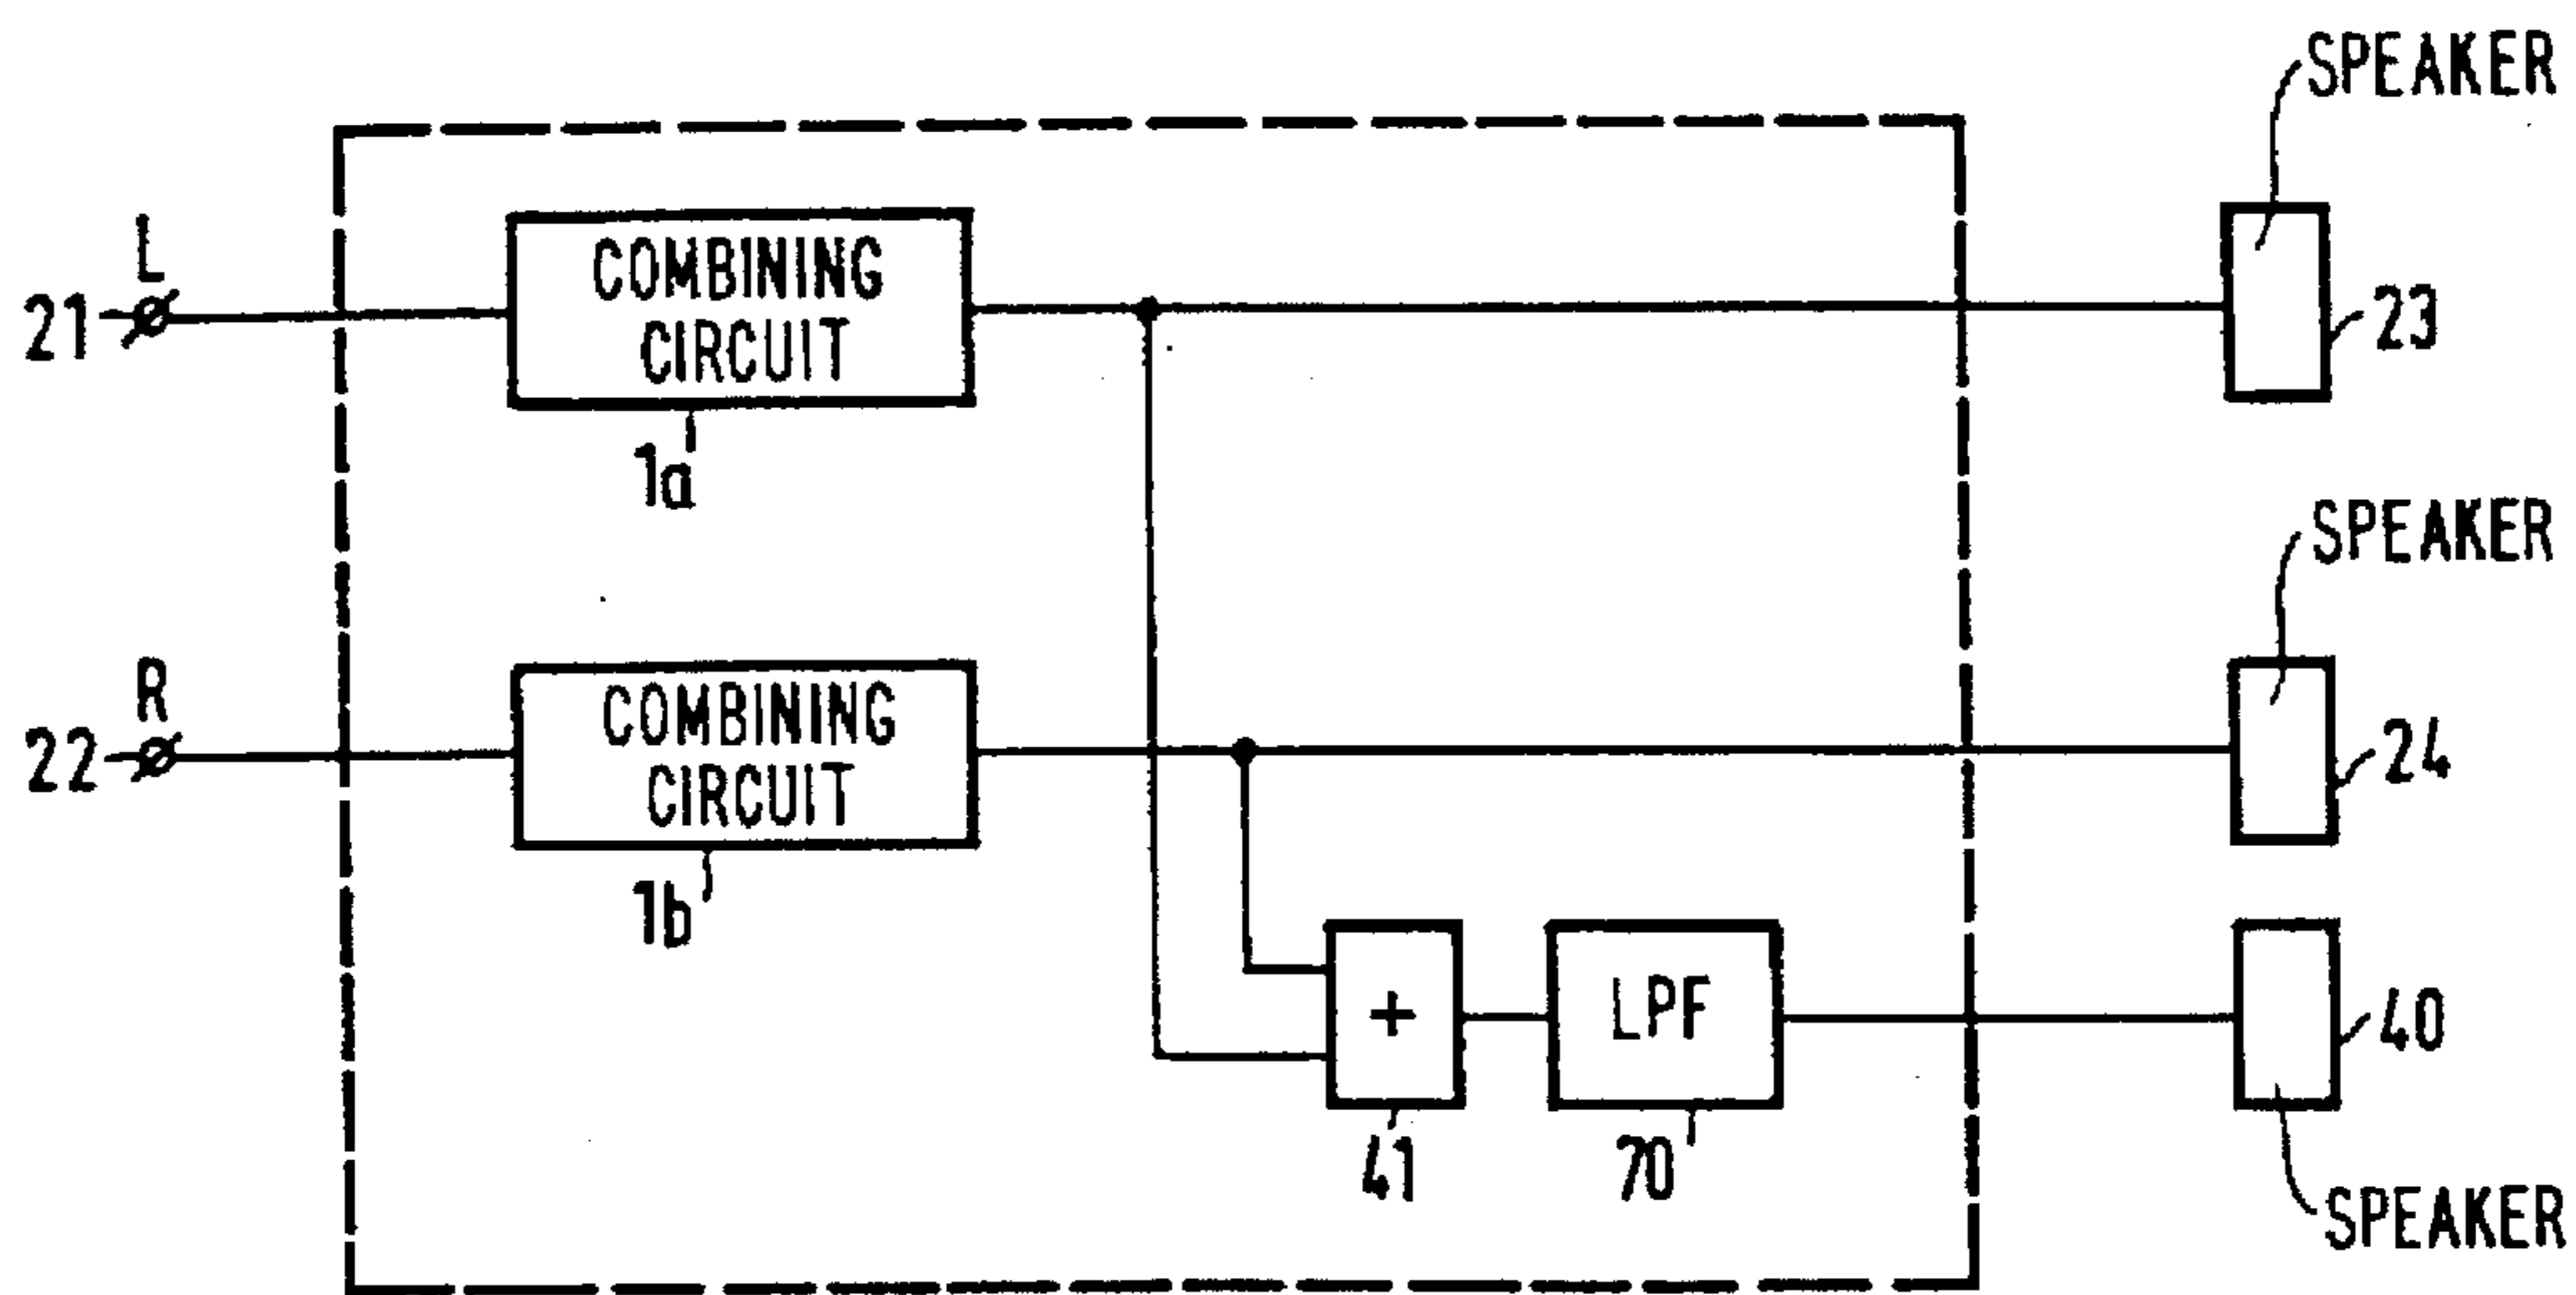 SPEAKER
L
COMBINING
CIRCUIT
21
23
1a
SPEAKER
R
COMBINING
CIRCUIT
22
24
1b
+
LPF
40
41
70
SPEAKER